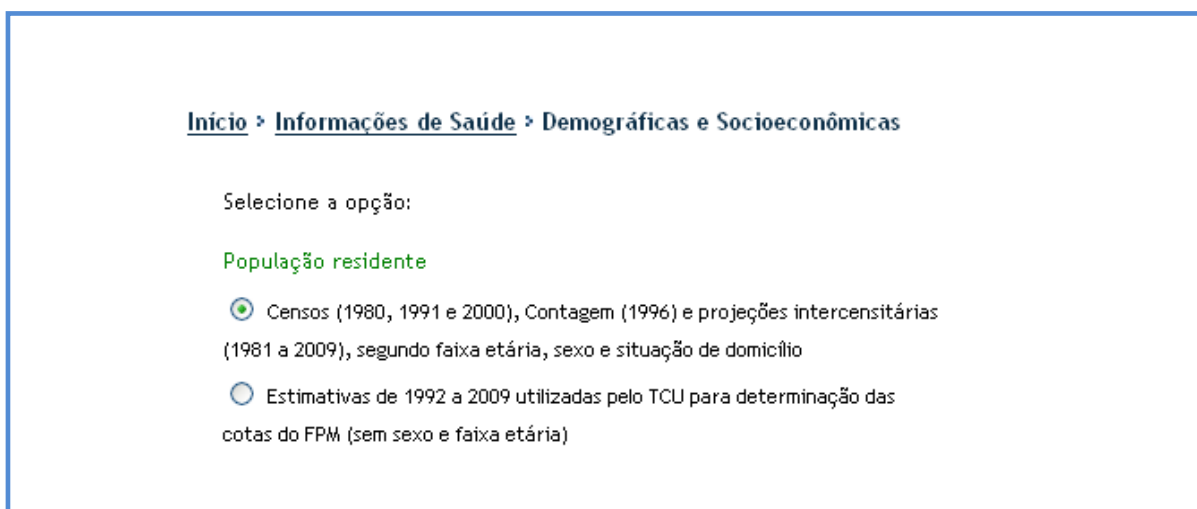 Início > Informações de Saúde > Demográficas e Socioeconômicas
Selecione a opção:
População residente
Censos (1980, 1991 e 2000), Contagem (1996) e projeções intercensitárias
(1981 a 2009), segundo faixa etária, sexo e situação de domicílio
Estimativas de 1992 a 2009 utilizadas pelo TCU para determinação das
cotas do FPM (sem sexo e faixa etária)